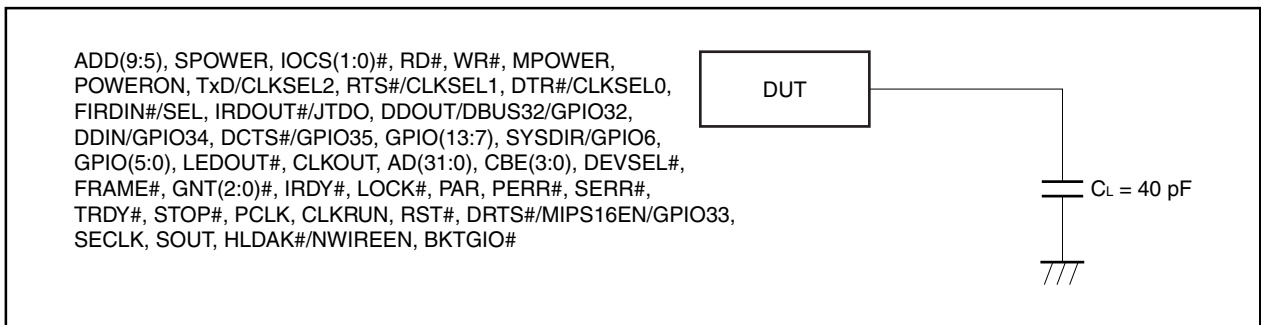 ADD(9:5), SPOWER, IOCS(1:0)#, RD#, WR#, MPOWER,
POWERON, TxD/CLKSEL2, RTS#/CLKSEL1, DTR#/CLKSEL0,
FIRDIN#/SEL, IRDOUT#/JTDO, DDOUT/DBUS32/GPIO32,
DDIN/GPIO34, DCTS#/GPIO35, GPIO(13:7), SYSDIR/GPIO6,
GPIO(5:0), LEDOUT#, CLKOUT, AD(31:0), CBE(3:0), DEVSEL#,
FRAME#, GNT(2:0)#, IRDY#, LOCK#, PAR, PERR#, SERR#,
TRDY#, STOP#, PCLK, CLKRUN, RST#, DRTS#/MIPS16EN/GPIO33,
SECLK, SOUT, HLDAK#/NWIREEN, BKTGIO#
DUT
CL = 40 pF